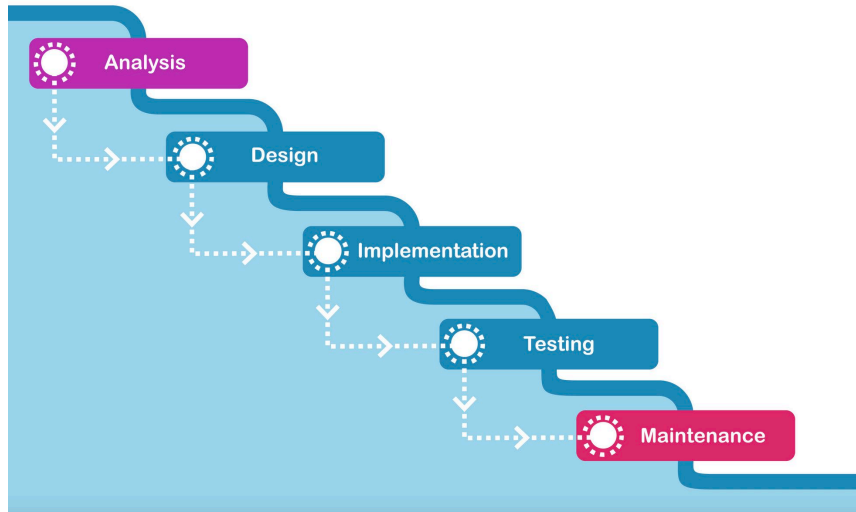 Analysis
Design
Implementation
Testing
Maintenance